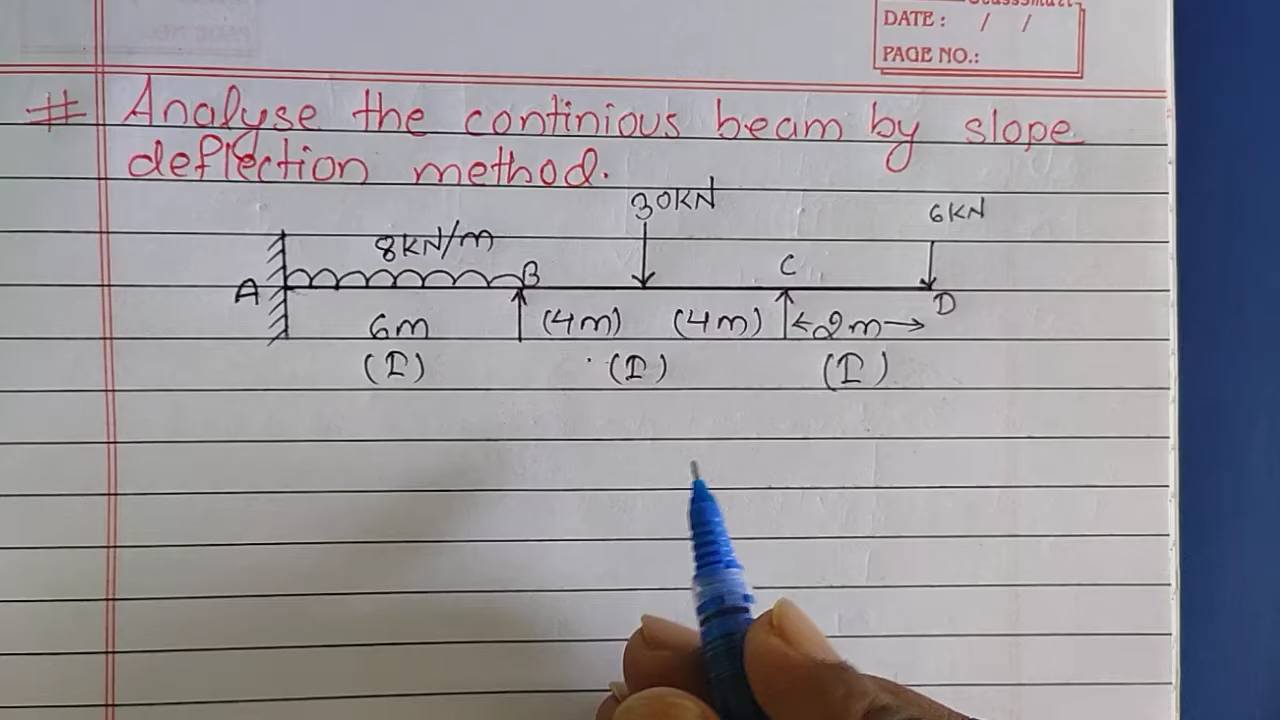 DATE : / /
PAGE NO.:
# Analyse the continious beam by slope
deflection method.
30KN 6KN
8KN/m
A B C D
6m (4m) (4m) 2m
(I) (I) (I)